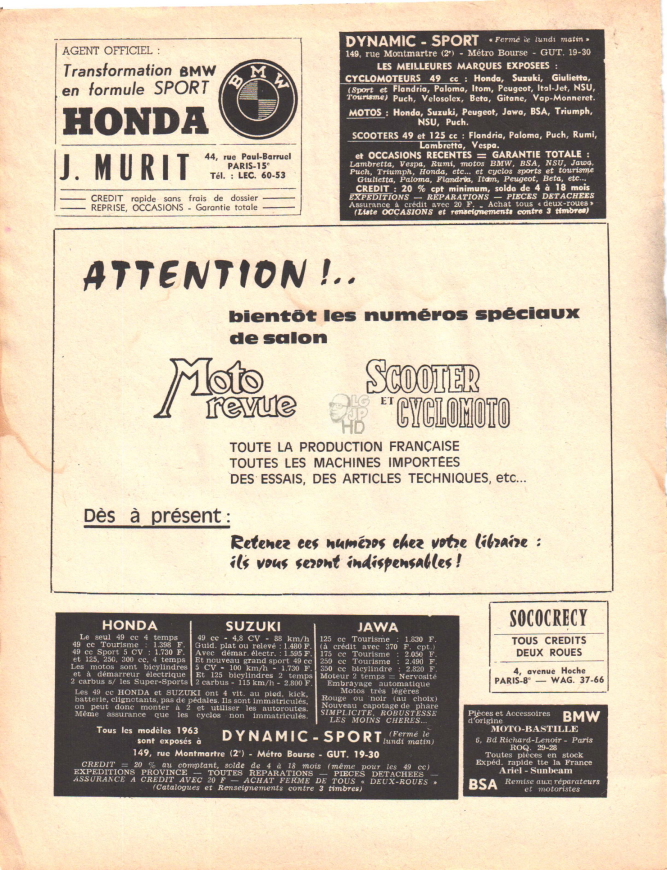 AGENT OFFICIEL :
Transformation BMW
en formule SPORT
BMW
HONDA
J. MURIT
44, rue Paul-Barruel
PARIS-15e
Tél. : LEC. 60-53
CREDIT rapide sans frais de dossier
REPRISE, OCCASIONS - Garantie totale
DYNAMIC - SPORT « Fermé le lundi matin »
149, rue Montmartre (2e) - Métro Bourse - GUT. 19-30
LES MEILLEURES MARQUES EXPOSEES :
CYCLOMOTEURS 49 cc : Honda, Suzuki, Giulietta,
(Sport et Flandria, Paloma, Itom, Peugeot, Ital-Jet, NSU,
Tourisme) Puch, Velosolex, Beta, Gitane, Vap-Monneret.
MOTOS : Honda, Suzuki, Peugeot, Jawa, BSA, Triumph,
NSU, Puch.
SCOOTERS 49 et 125 cc : Flandria, Paloma, Puch, Rumi,
Lambretta, Vespa.
et OCCASIONS RECENTES = GARANTIE TOTALE :
Lambretta, Vespa, Rumi, motos BMW, BSA, NSU, Jawa,
Puch, Triumph, Honda, etc... et cyclos sports et tourisme
Giulietta, Paloma, Flandria, Itom, Peugeot, Beta, etc...
CREDIT : 20 % cpt minimum, solde de 4 à 18 mois
EXPEDITIONS - REPARATIONS - PIECES DETACHEES
Assurance à crédit avec 20 F. - Achat tous « deux-roues »
(Liste OCCASIONS et renseignements contre 3 timbres)
ATTENTION !..
bientôt les numéros spéciaux
de salon
Moto
revue
SCOOTER
ET CYCLOMOTO
LG
JP
HD
TOUTE LA PRODUCTION FRANÇAISE
TOUTES LES MACHINES IMPORTÉES
DES ESSAIS, DES ARTICLES TECHNIQUES, etc...
Dès à présent :
Retenez ces numéros chez votre libraire :
ils vous seront indispensables !
HONDA
Le seul 49 cc 4 temps
49 cc Tourisme : 1.398 F.
49 cc Sport 5 CV : 1.730 F.
et 125, 250, 300 cc, 4 temps
Les motos sont bicylindres
et à démarreur électrique
2 carbus s/ les Super-Sports
SUZUKI
49 cc - 4,8 CV - 88 km/h
Guid. plat ou relevé : 1.480 F.
Avec démar. électr. : 1.595 F.
Et nouveau grand sport 49 cc
5 CV - 100 km/h - 1.730 F.
Et 125 bicylindres 2 temps
2 carbus - 115 km/h - 2.800 F.
JAWA
125 cc Tourisme : 1.830 F.
(à crédit avec 370 F. cpt.)
175 cc Tourisme : 2.050 F.
250 cc Tourisme : 2.490 F.
350 cc bicylindre : 2.820 F.
Moteur 2 temps = Nervosité
Embrayage automatique
Motos très légères
Rouge ou noir (au choix)
Nouveau capotage de phare
SIMPLICITE, ROBUSTESSE
LES MOINS CHERES...
Les 49 cc HONDA et SUZUKI ont 4 vit. au pied, kick,
batterie, clignotants, pas de pédales. Ils sont immatriculés,
on peut donc monter à 2 et utiliser les autoroutes.
Même assurance que les cyclos non immatriculés.
Tous les modèles 1963
sont exposés à
DYNAMIC - SPORT (Fermé le
lundi matin)
149, rue Montmartre (2e) - Métro Bourse - GUT. 19-30
CREDIT = 20 % au comptant, solde de 4 à 18 mois (même pour les 49 cc)
EXPEDITIONS PROVINCE — TOUTES REPARATIONS — PIECES DETACHEES —
ASSURANCE A CREDIT AVEC 20 F — ACHAT FERME DE TOUS « DEUX-ROUES »
(Catalogues et Renseignements contre 3 timbres)
SOCOCRECY
TOUS CREDITS
DEUX ROUES
4, avenue Hoche
PARIS-8e — WAG. 37-66
Pièces et Accessoires
d'origine
BMW
MOTO-BASTILLE
6, Bd Richard-Lenoir - Paris
ROQ. 29-28
Toutes pièces en stock
Expéd. rapide tte la France
Ariel - Sunbeam
BSA Remise aux réparateurs
et motoristes